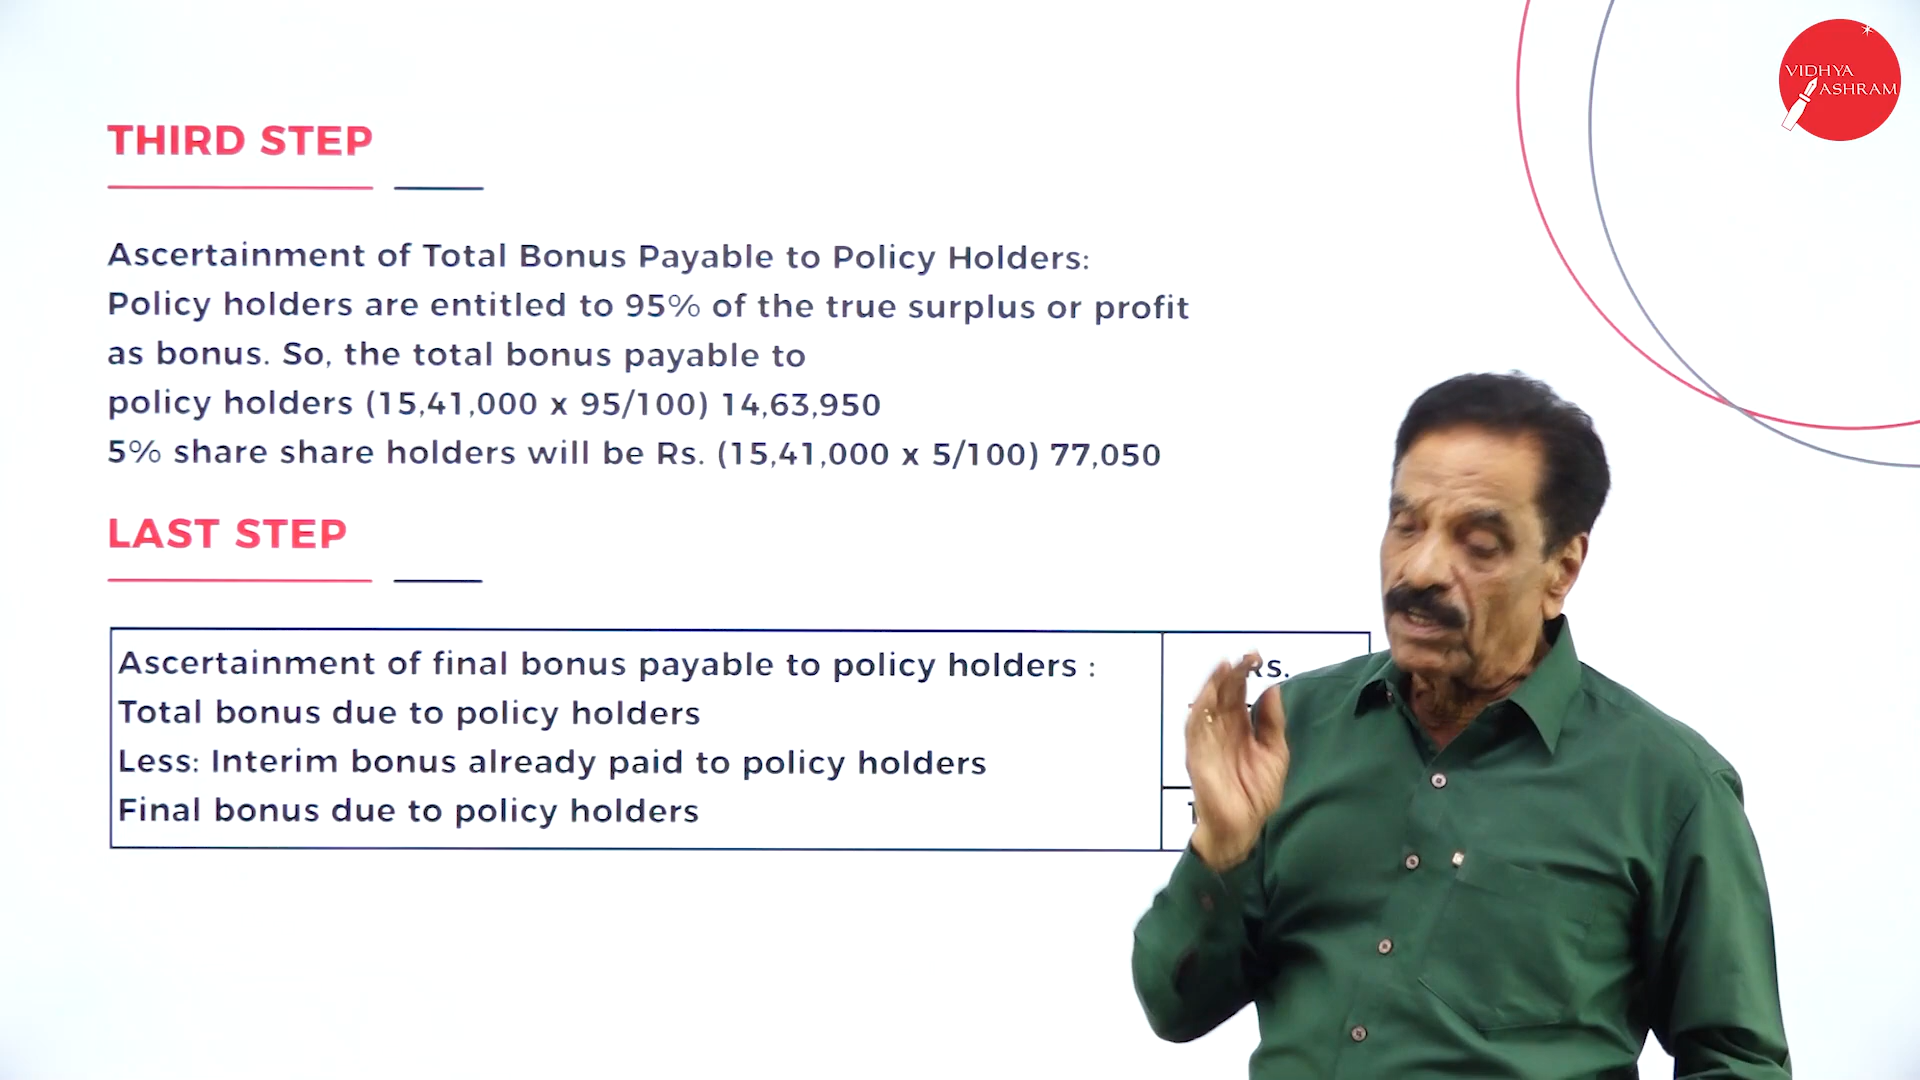 VIDHYA
ASHRAM
THIRD STEP
Ascertainment of Total Bonus Payable to Policy Holders:
Policy holders are entitled to 95% of the true surplus or profit
as bonus. So, the total bonus payable to
policy holders (15,41,000 x 95/100) 14,63,950
5% share share holders will be Rs. (15,41,000 x 5/100) 77,050
LAST STEP
Ascertainment of final bonus payable to policy holders : Rs.
Total bonus due to policy holders
Less: Interim bonus already paid to policy holders
Final bonus due to policy holders